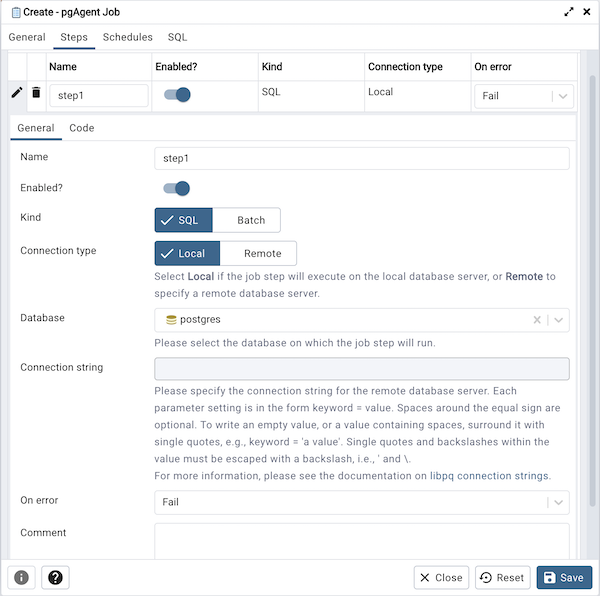 Create - pgAgent Job
General Steps Schedules SQL
Name Enabled? Kind Connection type On error
step1 SQL Local Fail
General Code
Name step1
Enabled?
Kind SQL Batch
Connection type Local Remote
Select Local if the job step will execute on the local database server, or Remote to
specify a remote database server.
Database postgres
Please select the database on which the job step will run.
Connection string
Please specify the connection string for the remote database server. Each
parameter setting is in the form keyword = value. Spaces around the equal sign are
optional. To write an empty value, or a value containing spaces, surround it with
single quotes, e.g., keyword = 'a value'. Single quotes and backslashes within the
value must be escaped with a backslash, i.e., ' and \.
For more information, please see the documentation on libpq connection strings.
On error Fail
Comment
Close Reset Save